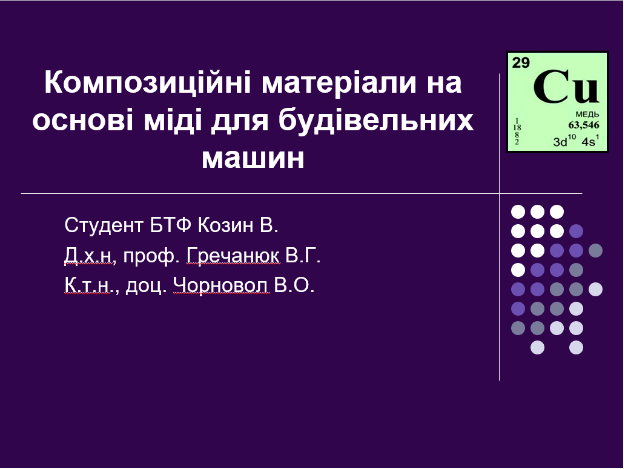 Композиційні матеріали на
основі міді для будівельних
машин
29
Cu
МЕДЬ
63,546
1
18
8
2
3d10 4s1
Студент БТФ Козин В.
Д.х.н, проф. Гречанюк В.Г.
К.т.н., доц. Чорновол В.О.